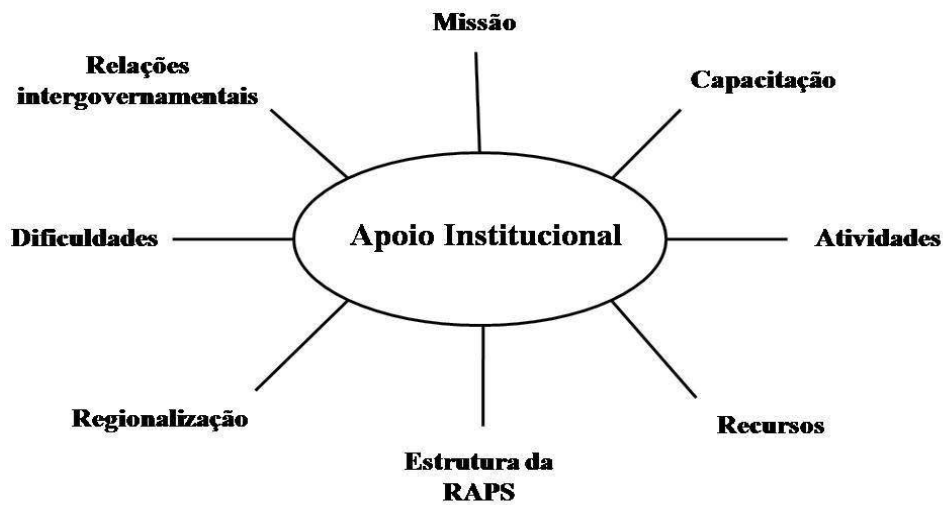 Missão
Relações
intergovernamentais
Capacitação
Dificuldades
Apoio Institucional
Atividades
Regionalização
Recursos
Estrutura da
RAPS